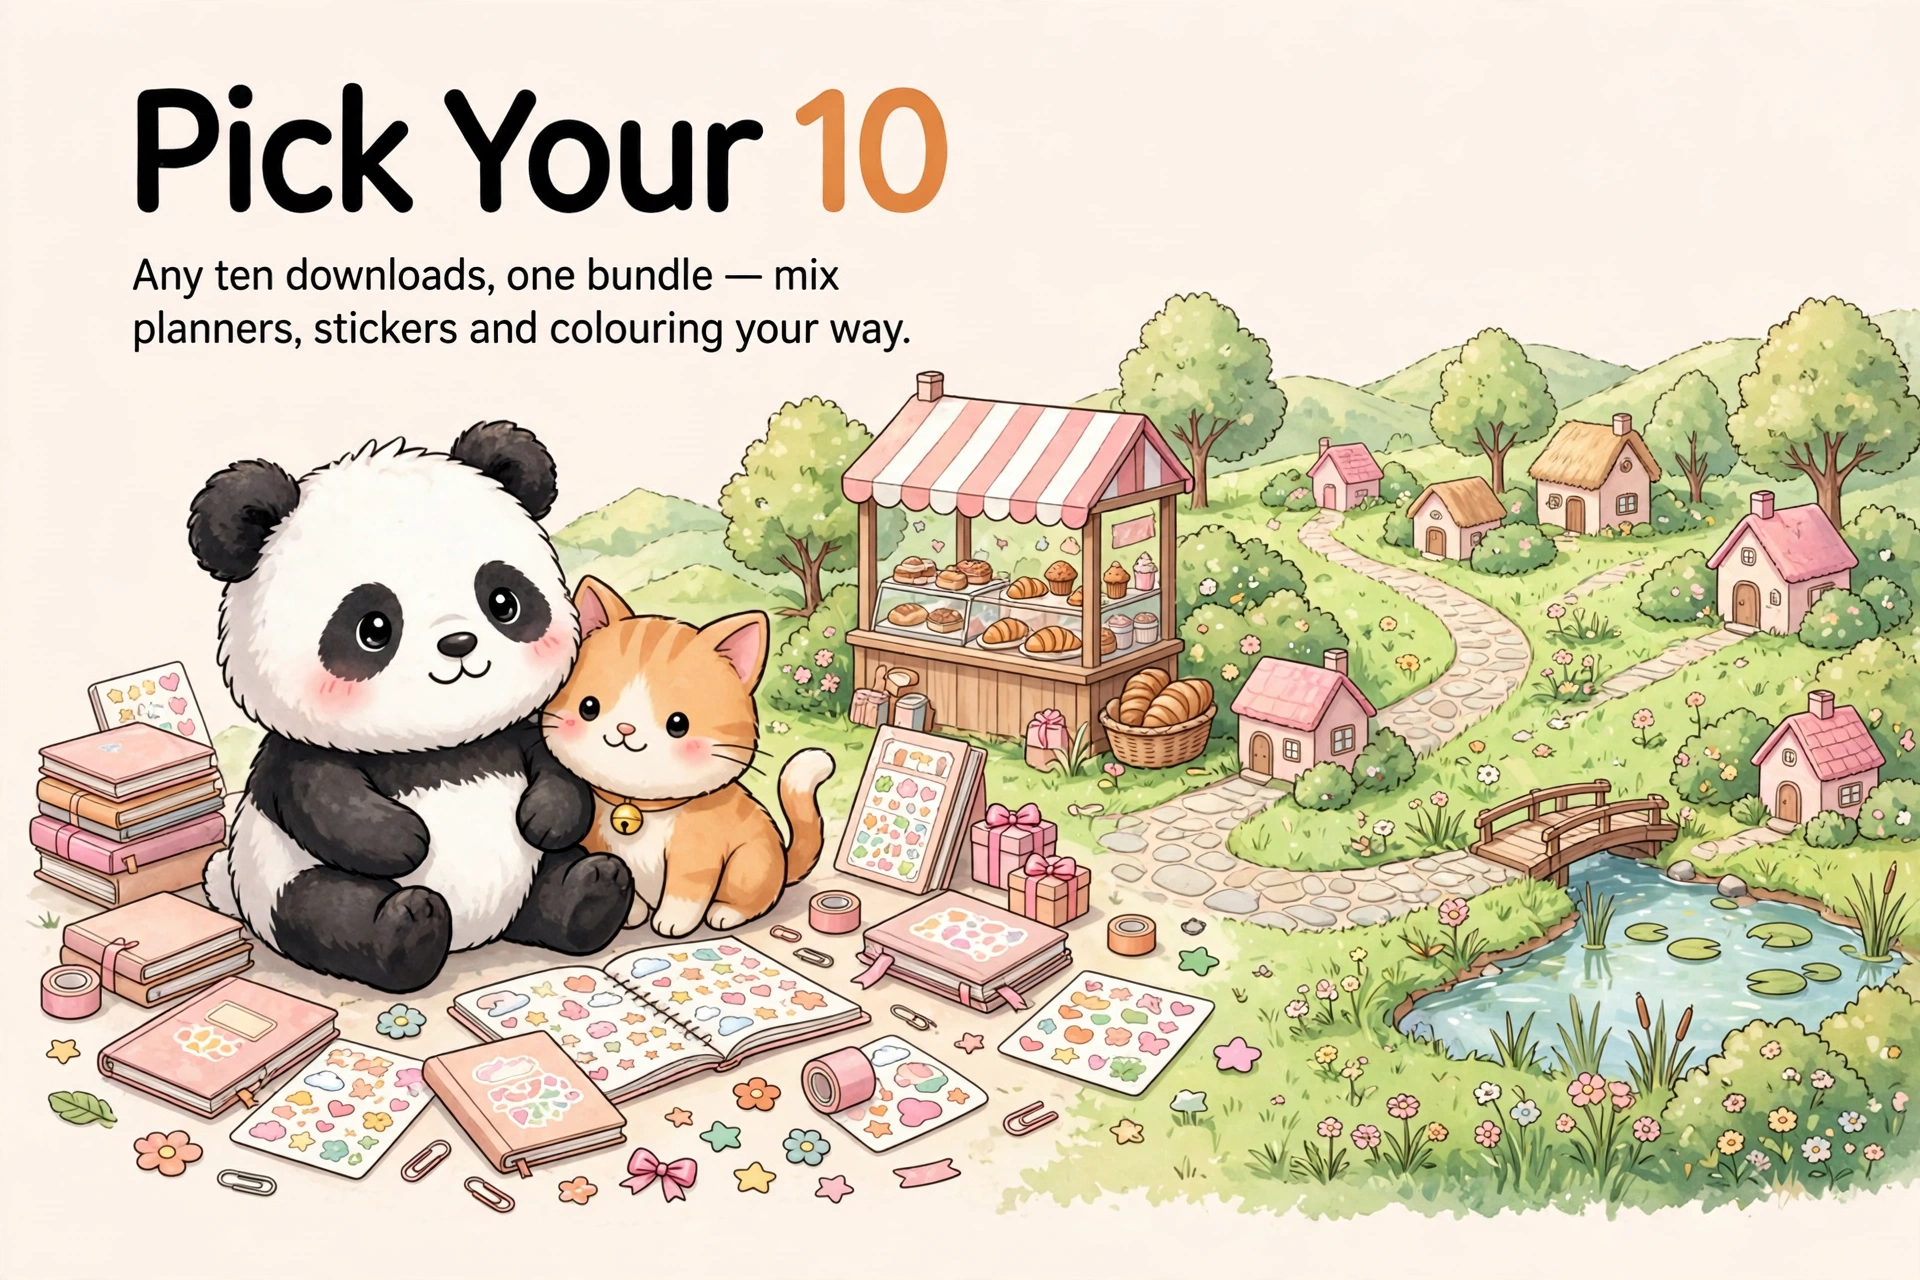 Pick Your 10
Any ten downloads, one bundle — mix
planners, stickers and colouring your way.